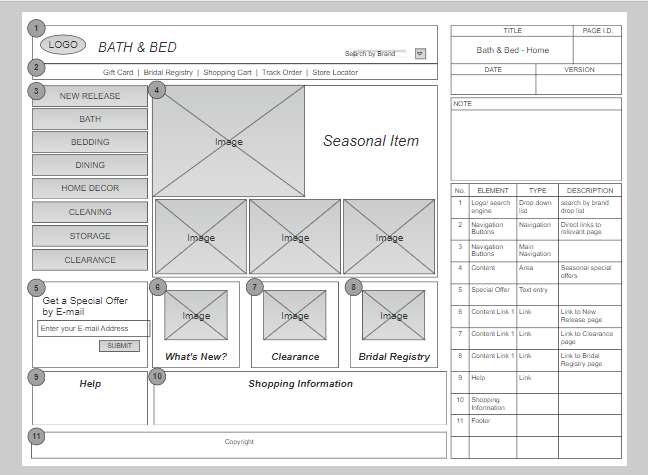 1
LOGO
BATH & BED
Search by Brand
2
Gift Card | Bridal Registry | Shopping Cart | Track Order | Store Locator
3
NEW RELEASE
BATH
BEDDING
DINING
HOME DECOR
CLEANING
STORAGE
CLEARANCE
4
Image
Seasonal Item
Image
Image
Image
5
Get a Special Offer
by E-mail
Enter your E-mail Address
SUBMIT
6
Image
What's New?
7
Image
Clearance
8
Image
Bridal Registry
9
Help
10
Shopping Information
11
Copyright
TITLE PAGE I.D.
Bath & Bed - Home
DATE VERSION
NOTE
No. ELEMENT TYPE DESCRIPTION
1 Logo/ search Drop down search by brand
engine list drop list
2 Navigation Navigation Direct links to
Buttons relevant page
3 Navigation Main
Buttons Navigation
4 Content Area Seasonal special
offers
5 Special Offer Text entry
6 Content Link 1 Link Link to New
Release page
7 Content Link 1 Link Link to Clearance
page
8 Content Link 1 Link Link to Bridal
Registry page
9 Help Link
10 Shopping
Information
11 Footer